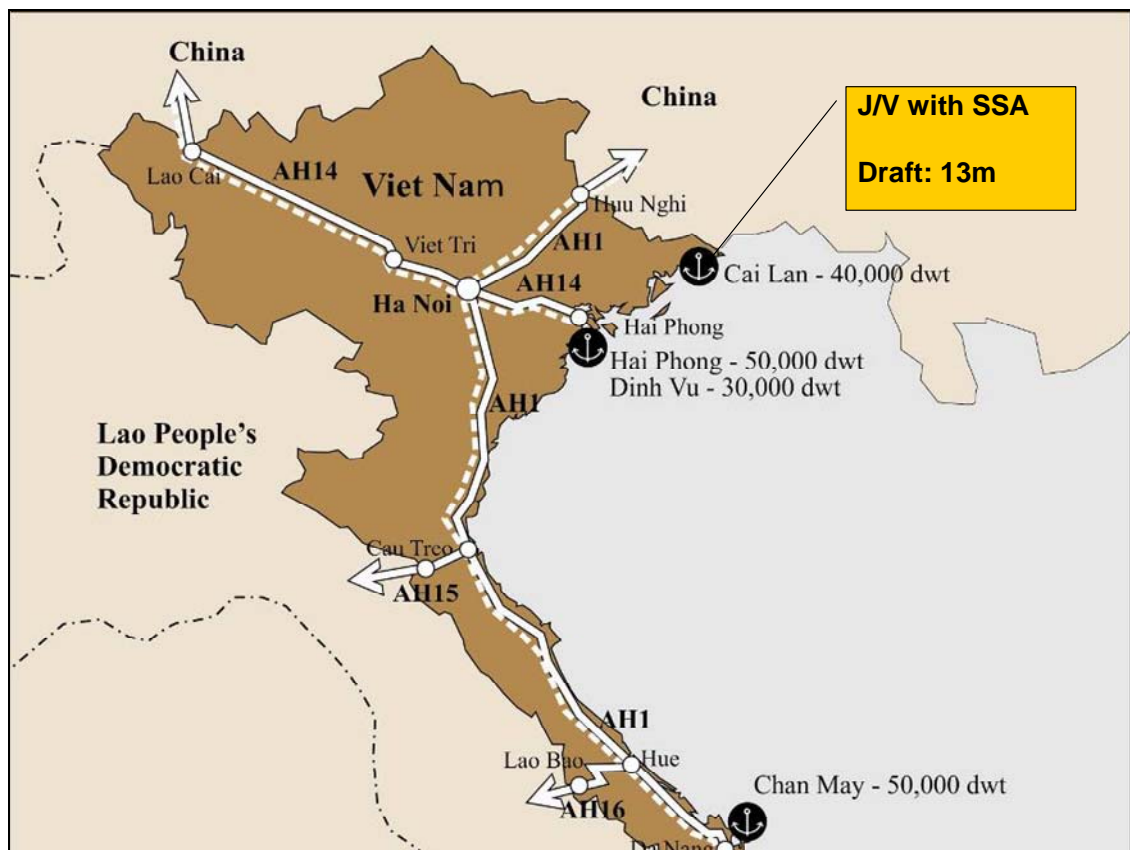 China
China
J/V with SSA
Draft: 13m
Lao Cai
AH14
Viet Nam
Huu Nghi
Viet Tri
AH1
AH14
Cai Lan - 40,000 dwt
Ha Noi
Hai Phong
Hai Phong - 50,000 dwt
Dinh Vu - 30,000 dwt
AH1
Lao People’s
Democratic
Republic
Cau Treo
AH15
AH1
Lao Bao
Hue
AH16
Chan May - 50,000 dwt
Da Nang